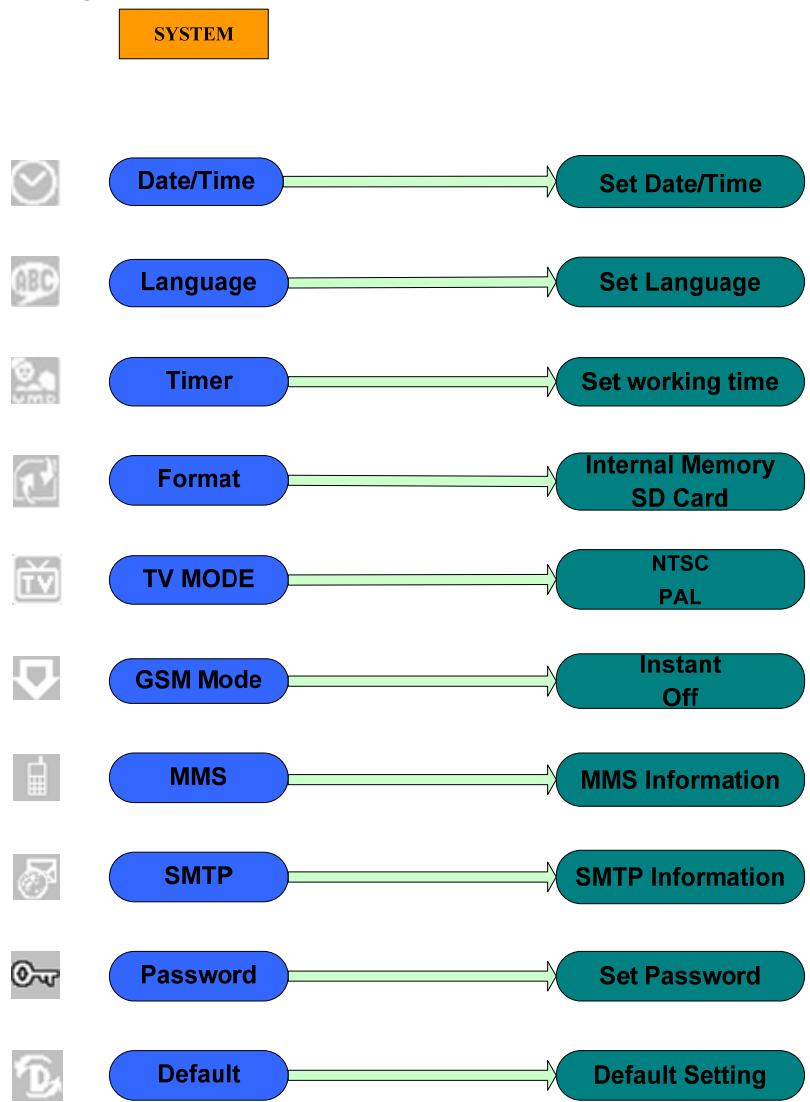 SYSTEM
Date/Time
Set Date/Time
ABC
Language
Set Language
Timer
Set working time
Format
Internal Memory
SD Card
TV
TV MODE
NTSC
PAL
GSM Mode
Instant
Off
MMS
MMS Information
SMTP
SMTP Information
Password
Set Password
D
Default
Default Setting